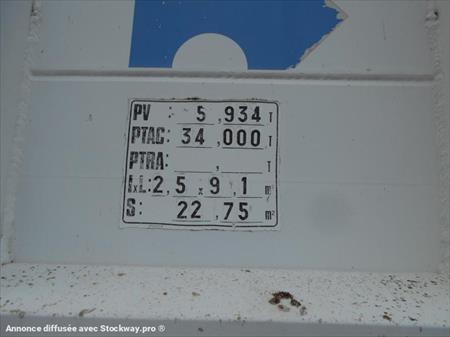 PV : 5,934 T
PTAC: 34,000 T
PTRA: , T
LxL: 2,5 x 9,1 m
S: 22,75 m²
Annonce diffusée avec Stockway.pro ®